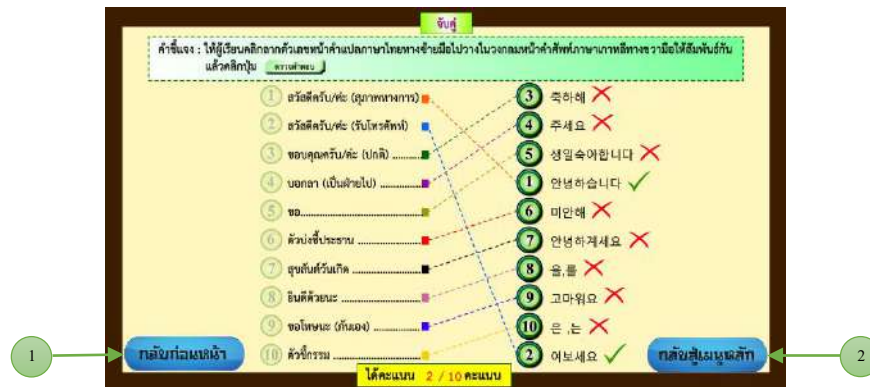 จับคู่
คำชี้แจง : ให้ผู้เรียนคลิกลากตัวเลขหน้าคำแปลภาษาไทยทางซ้ายมือไปวางในวงกลมหน้าคำศัพท์ภาษาเกาหลีทางขวามือให้สัมพันธ์กัน
แล้วคลิกปุ่ม ตรวจคำตอบ
1 สวัสดีครับ/ค่ะ (สุภาพทางการ) 3 축하해
2 สวัสดีครับ/ค่ะ (รับโทรศัพท์) 4 주세요
3 ขอบคุณครับ/ค่ะ (ปกติ) .......... 5 생일숙아합니다
4 บอกลา (เป็นฝ่ายไป) ............... 1 안녕하습니다
5 ขอ.............................. 6 미안해
6 ตัวบ่งชี้ประธาน .................. 7 안녕하게세요
7 สุขสันต์วันเกิด ..................... 8 을,를
8 ยินดีด้วยนะ ....................... 9 고마워요
9 ขอโทษนะ (กันเอง) ............. 10 은 ,는
10 ตัวชี้กรรม ......................... 2 여보세요
1 กลับก่อนหน้า
กลับสู่เมนูหลัก 2
ได้คะแนน 2 / 10 คะแนน